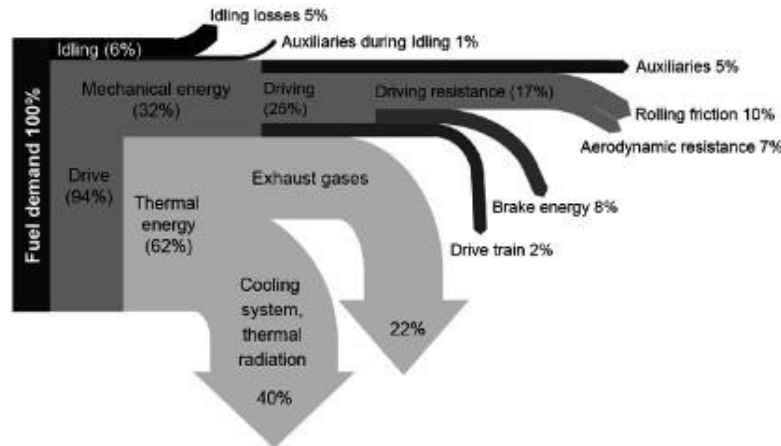 Idling losses 5%
Idling (6%)
Auxiliaries during Idling 1%
Auxiliaries 5%
Mechanical energy
(32%)
Driving
(25%)
Driving resistance (17%)
Rolling friction 10%
Aerodynamic resistance 7%
Fuel demand 100%
Drive
(94%)
Thermal
energy
(62%)
Exhaust gases
Brake energy 8%
Drive train 2%
Cooling
system,
thermal
radiation
40%
22%